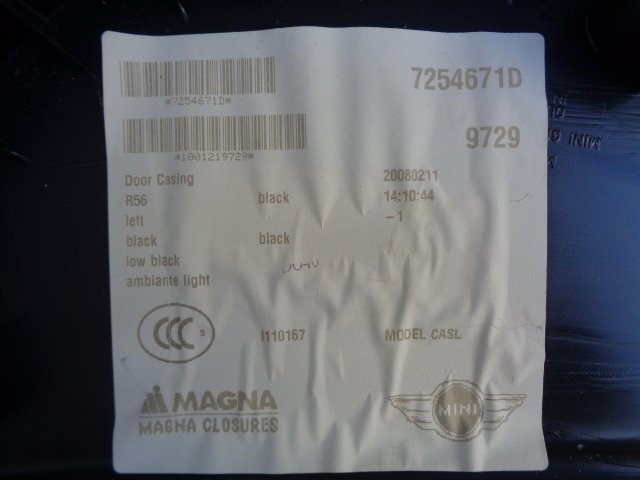 7254671D
*7254671D*
9729
*1001219729*
Door Casing 20080211
R56 black 14:10:44
left -1
black black
low black
ambiante light
CCC S
I110167 MODEL CASL
MAGNA
MAGNA CLOSURES
MINI